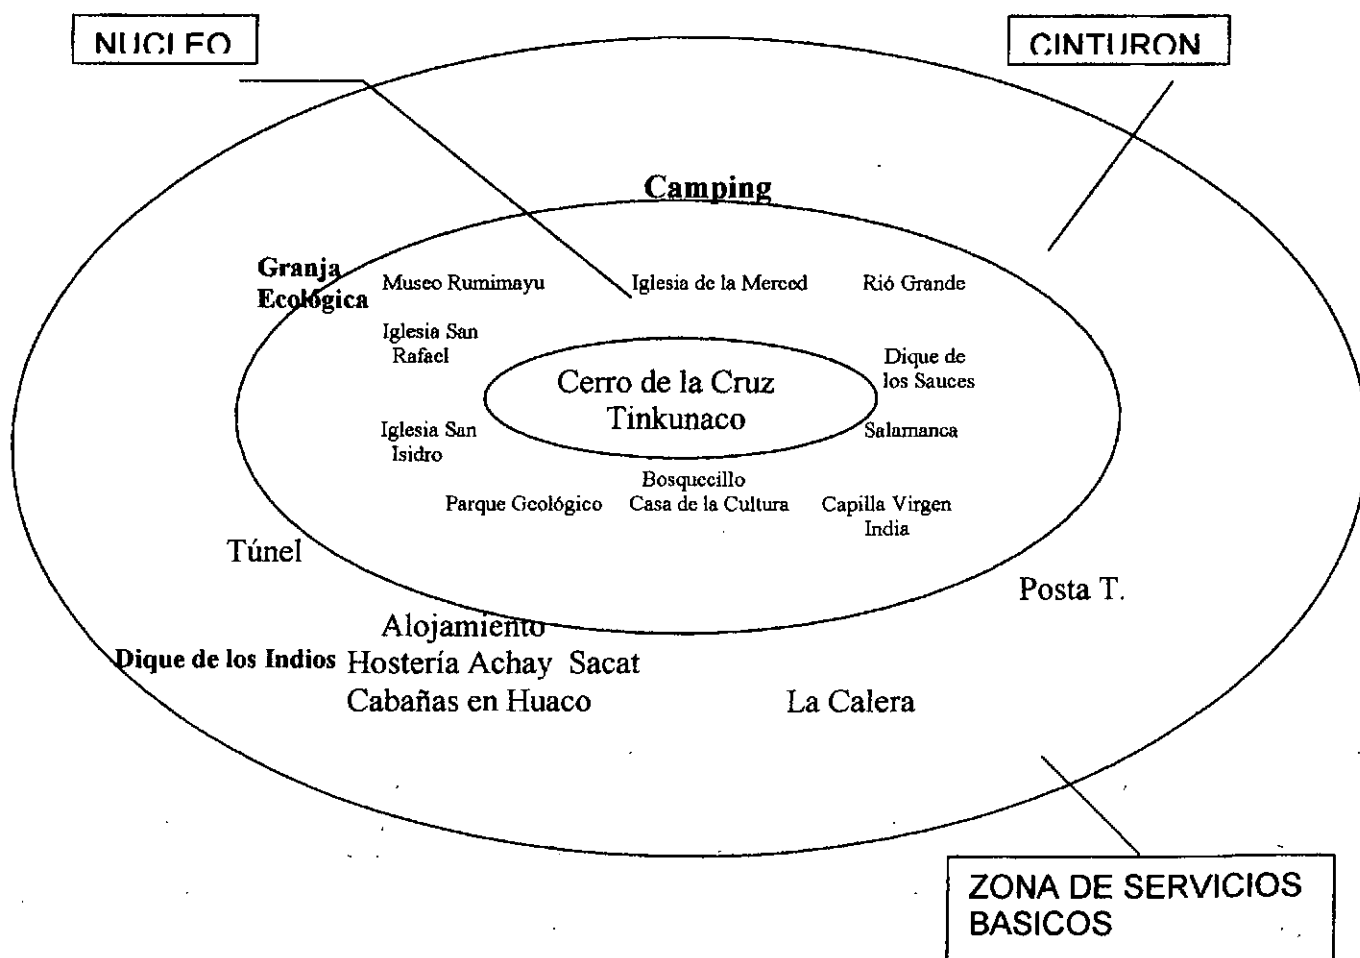 NUCLEO
CINTURON
Camping
Granja
Ecológica
Museo Rumimayu
Iglesia de la Merced
Rió Grande
Iglesia San
Rafael
Dique de
los Sauces
Cerro de la Cruz
Tinkunaco
Iglesia San
Isidro
Salamanca
Bosquecillo
Parque Geológico
Casa de la Cultura
Capilla Virgen
India
Túnel
Posta T.
Alojamiento
Dique de los Indios
Hostería Achay Sacat
Cabañas en Huaco
La Calera
ZONA DE SERVICIOS
BASICOS